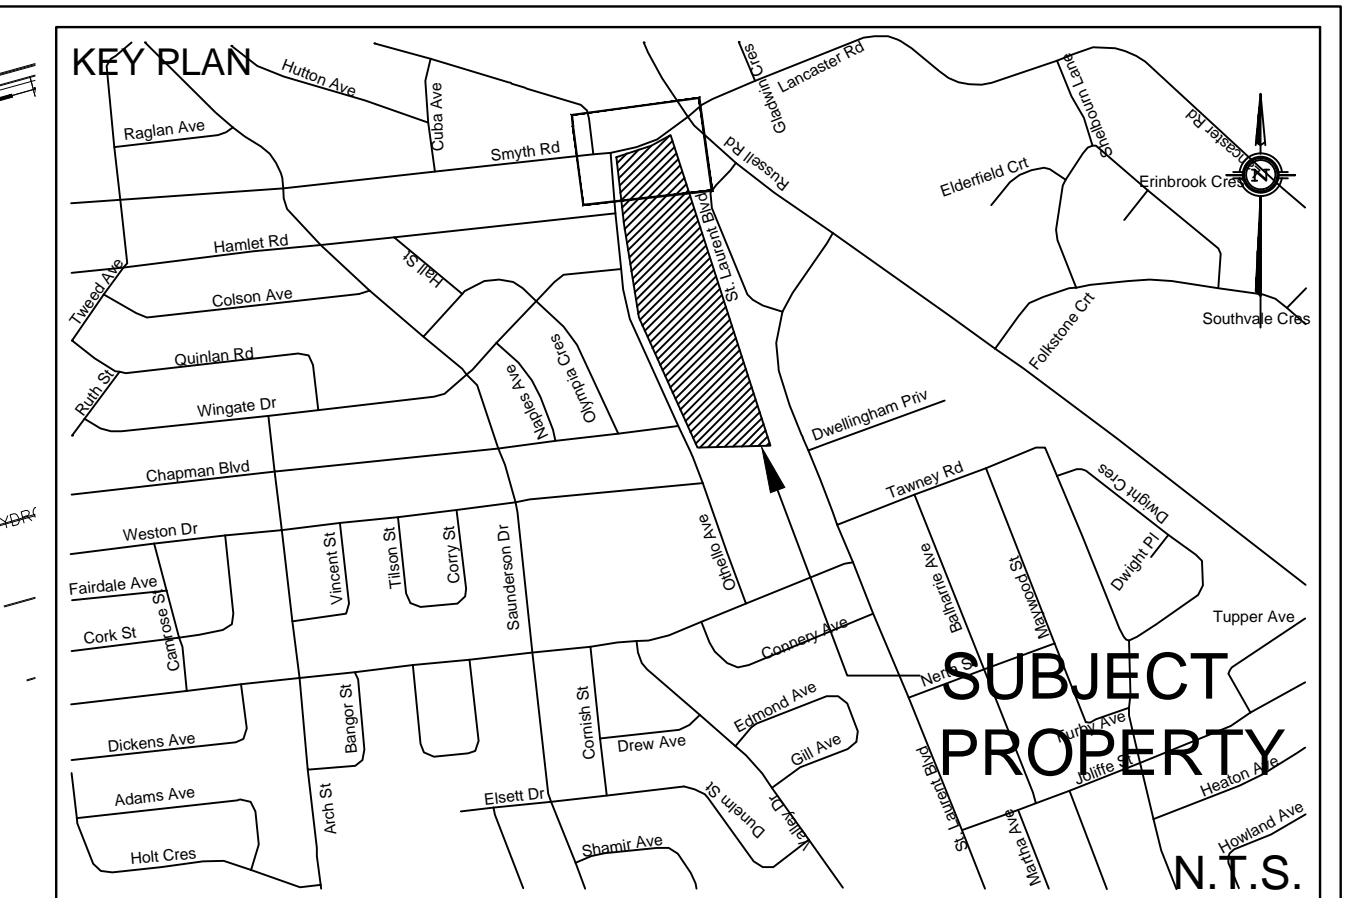 KEY PLAN
Hutton Ave
Cuba Ave
Gladwin Cres
Lancaster Rd
Shelbourn Lane
Raglan Ave
Smyth Rd
Russell Rd
Elderfield Crt
Erinbrook Cres
N
Hamlet Rd
Hall St
St. Laurent Blvd
Tweed Ave
Colson Ave
Folkstone Crt
Southvale Cres
Quinlan Rd
Ruth St
Wingate Dr
Naples Ave
Olympia Cres
Dwellingham Priv
Chapman Blvd
Tawney Rd
Dwight Cres
Weston Dr
Vincent St
Tilson St
Corry St
Saunderson Dr
Othello Ave
Balharrie Ave
Maywood St
Dwight Pl
Fairdale Ave
Cork St
Camrose St
Connery Ave
Tupper Ave
SUBJECT
PROPERTY
Dickens Ave
Bangor St
Cornish St
Drew Ave
Edmond Ave
Gill Ave
St. Laurent Blvd
Joliffe St
Heaton Ave
Adams Ave
Arch St
Elsett Dr
Dunelm St
Valley Dr
Martha Ave
Howland Ave
Holt Cres
Shamir Ave
N.T.S.